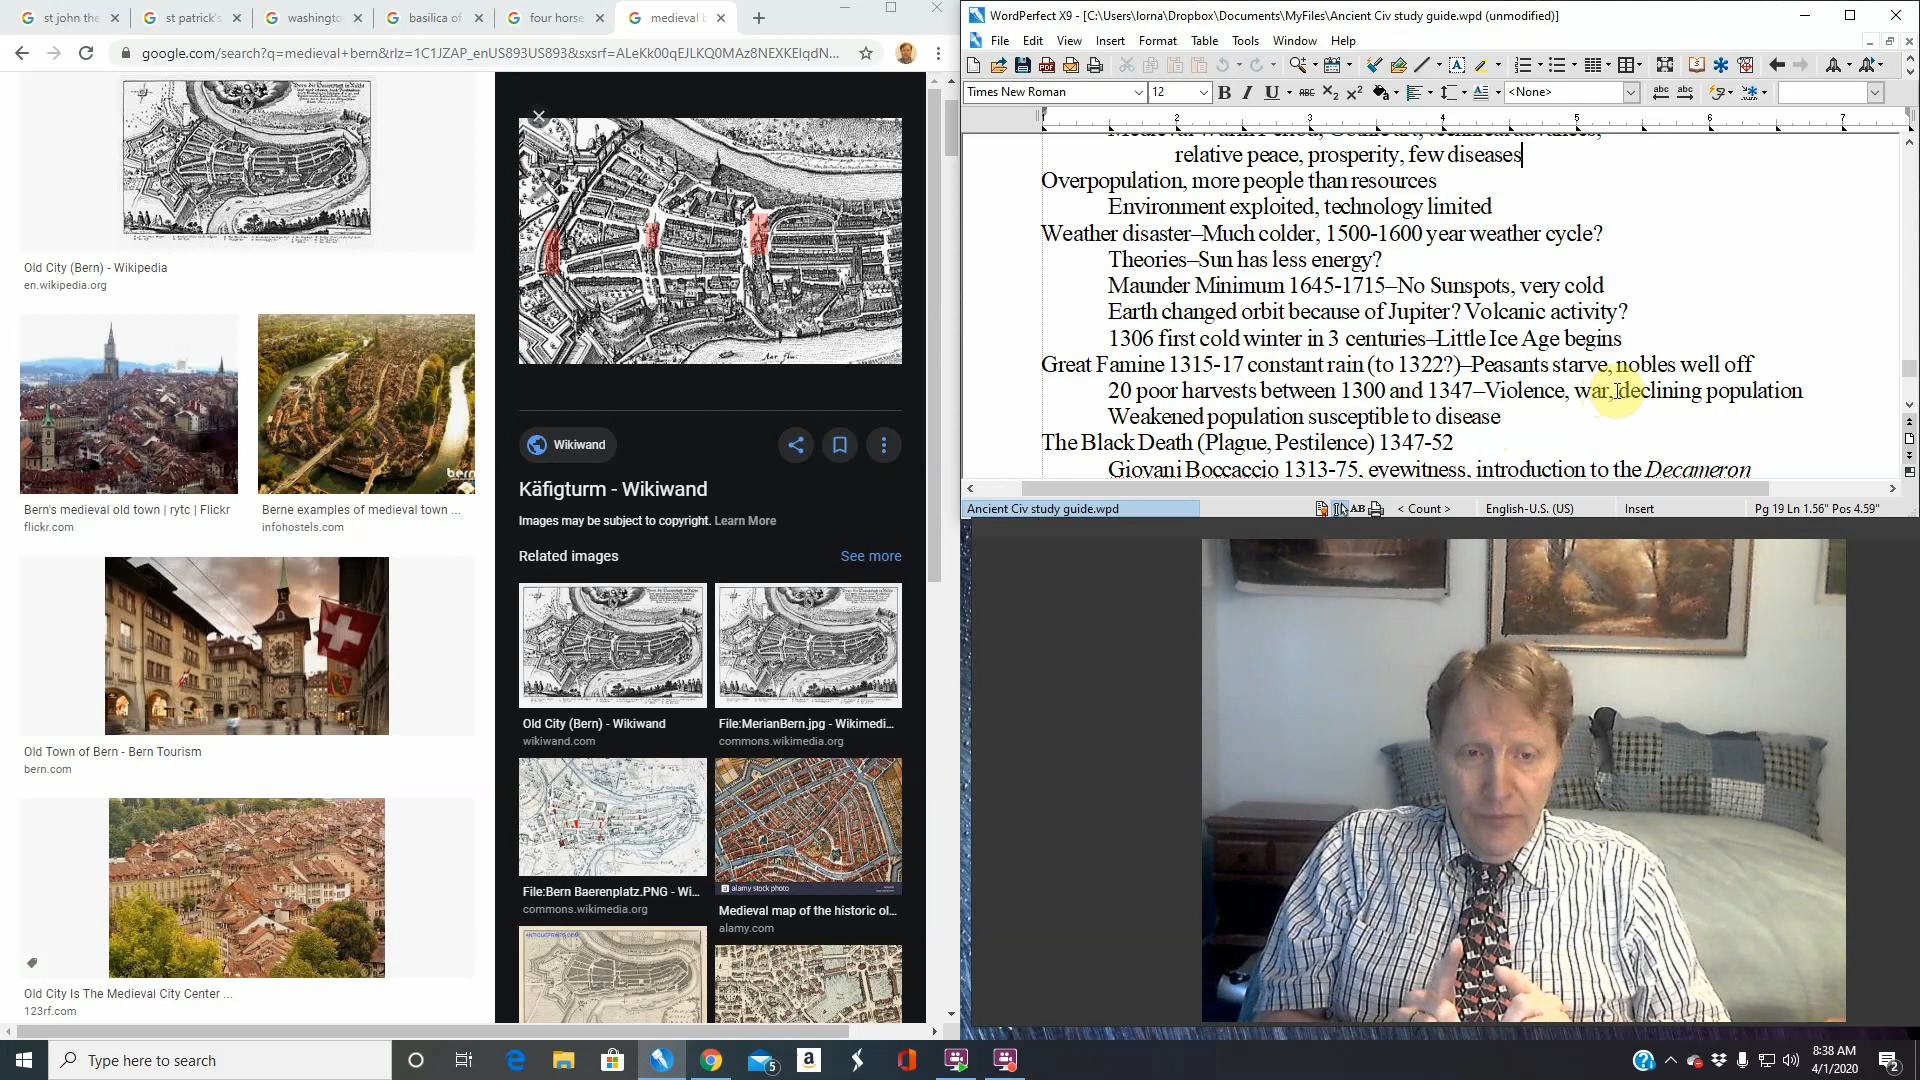 st john the
st patrick's
washingto
basilica of
four horse
medieval b
google.com/search?q=medieval+bern&rlz=1C1JZAP_enUS893US893&sxsrf=ALeKk00qEJLKQ0MAz8NEXKEIqdN...
Old City (Bern) - Wikipedia
en.wikipedia.org
Bern's medieval old town | rytc | Flickr
flickr.com
bern
Berne examples of medieval town ...
infohostels.com
Old Town of Bern - Bern Tourism
bern.com
Old City Is The Medieval City Center ...
123rf.com
Wikiwand
Käfigturm - Wikiwand
Images may be subject to copyright. Learn More
Related images
See more
Old City (Bern) - Wikiwand
wikiwand.com
File:MerianBern.jpg - Wikimedi...
commons.wikimedia.org
File:Bern Baerenplatz.PNG - Wi...
commons.wikimedia.org
a alamy stock photo
Medieval map of the historic ol...
alamy.com
WordPerfect X9 - [C:\Users\lorna\Dropbox\Documents\MyFiles\Ancient Civ study guide.wpd (unmodified)]
File Edit View Insert Format Table Tools Window Help
Times New Roman 12 <None>
relative peace, prosperity, few diseases
Overpopulation, more people than resources
Environment exploited, technology limited
Weather disaster–Much colder, 1500-1600 year weather cycle?
Theories–Sun has less energy?
Maunder Minimum 1645-1715–No Sunspots, very cold
Earth changed orbit because of Jupiter? Volcanic activity?
1306 first cold winter in 3 centuries–Little Ice Age begins
Great Famine 1315-17 constant rain (to 1322?)–Peasants starve, nobles well off
20 poor harvests between 1300 and 1347–Violence, war, declining population
Weakened population susceptible to disease
The Black Death (Plague, Pestilence) 1347-52
Giovani Boccaccio 1313-75, eyewitness, introduction to the Decameron
Ancient Civ study guide.wpd
< Count >
English-U.S. (US)
Insert
Pg 19 Ln 1.56" Pos 4.59"
Type here to search
8:38 AM
4/1/2020